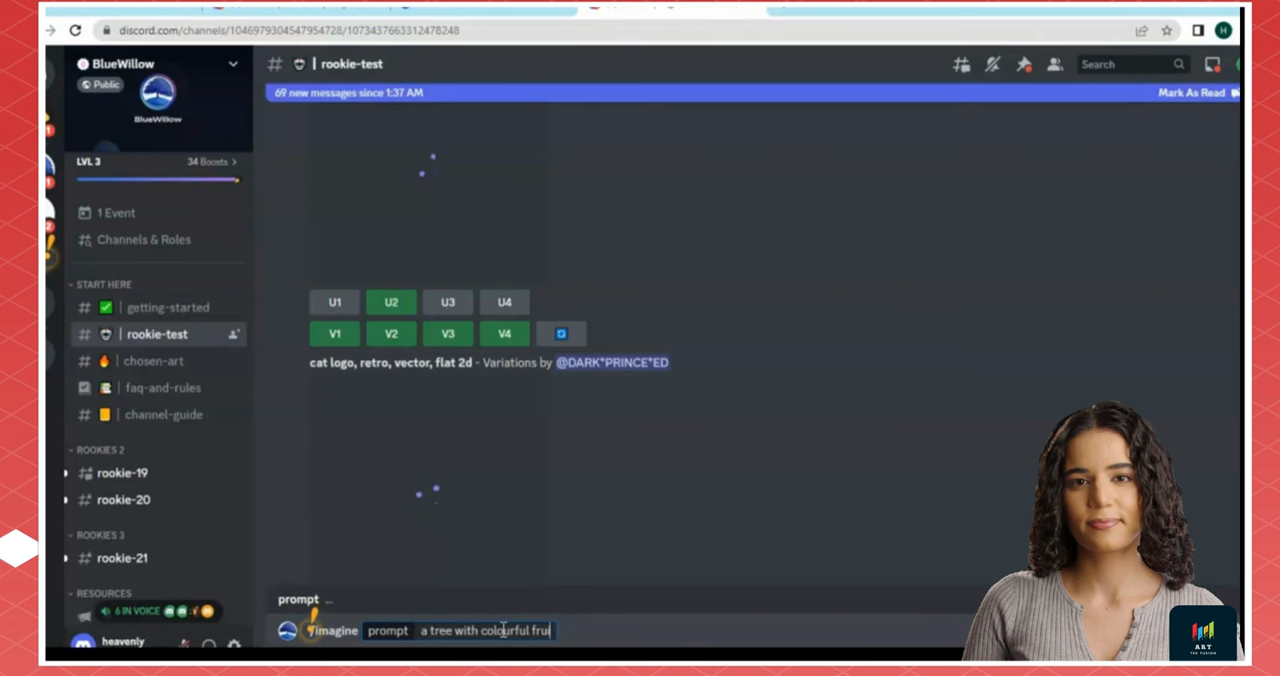 discord.com/channels/1046979304547954728/1073437663312478248
H
BlueWillow
Public
BlueWillow
LVL 3
34 Boosts
1 Event
Channels & Roles
START HERE
getting-started
rookie-test
chosen-art
faq-and-rules
channel-guide
ROOKIES 2
rookie-19
rookie-20
ROOKIES 3
rookie-21
RESOURCES
6 IN VOICE
heavenly
# | rookie-test
Search
69 new messages since 1:37 AM
Mark As Read
U1 U2 U3 U4
V1 V2 V3 V4
cat logo, retro, vector, flat 2d - Variations by @DARK*PRINCE*ED
prompt ...
/imagine prompt a tree with colourful frui
ART